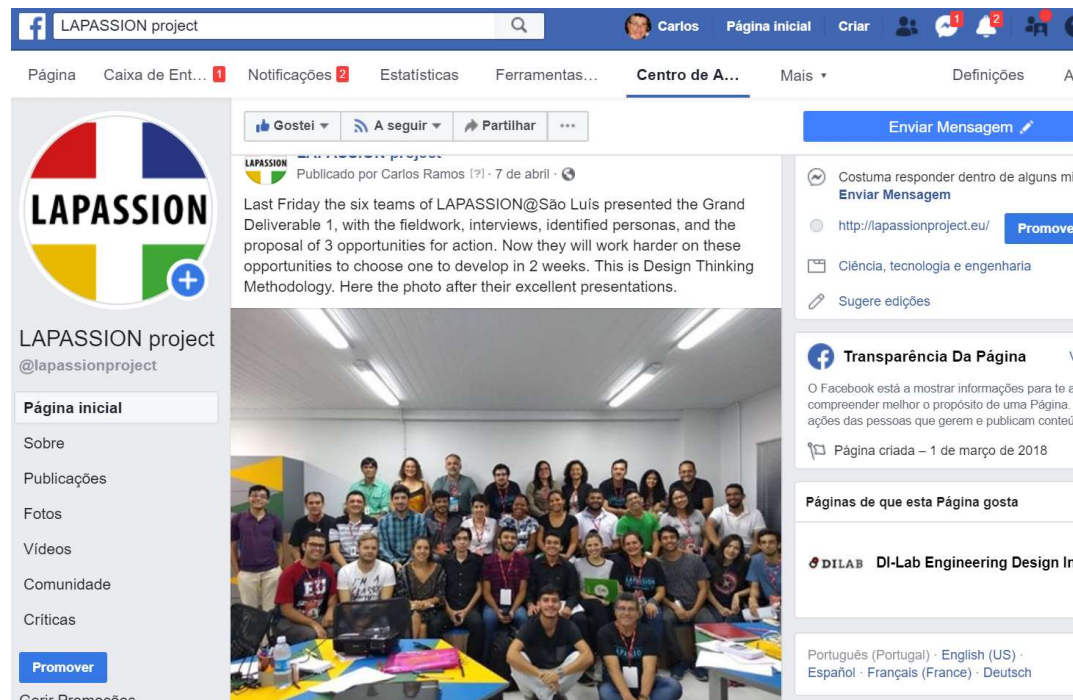 LAPASSION project
Carlos Página inicial Criar 1 2
Página Caixa de Ent... 1 Notificações 2 Estatísticas Ferramentas... Centro de A... Mais Definições A
LAPASSION
LAPASSION project
@lapassionproject
Página inicial
Sobre
Publicações
Fotos
Vídeos
Comunidade
Críticas
Promover
Gerir Promoções
Gostei A seguir Partilhar ...
LAPASSION
LAPASSION project
Publicado por Carlos Ramos [?] · 7 de abril ·
Last Friday the six teams of LAPASSION@São Luís presented the Grand
Deliverable 1, with the fieldwork, interviews, identified personas, and the
proposal of 3 opportunities for action. Now they will work harder on these
opportunities to choose one to develop in 2 weeks. This is Design Thinking
Methodology. Here the photo after their excellent presentations.
Enviar Mensagem
Costuma responder dentro de alguns mi
Enviar Mensagem
http://lapassionproject.eu/ Promove
Ciência, tecnologia e engenharia
Sugere edições
Transparência Da Página V
O Facebook está a mostrar informações para te a
compreender melhor o propósito de uma Página.
ações das pessoas que gerem e publicam conteú
Página criada – 1 de março de 2018
Páginas de que esta Página gosta
DILAB DI-Lab Engineering Design In
Português (Portugal) · English (US) ·
Español · Français (France) · Deutsch